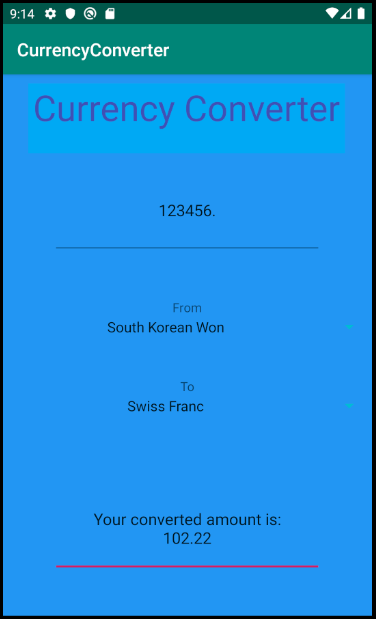 9:14
CurrencyConverter
Currency Converter
123456.
From
South Korean Won
To
Swiss Franc
Your converted amount is:
102.22